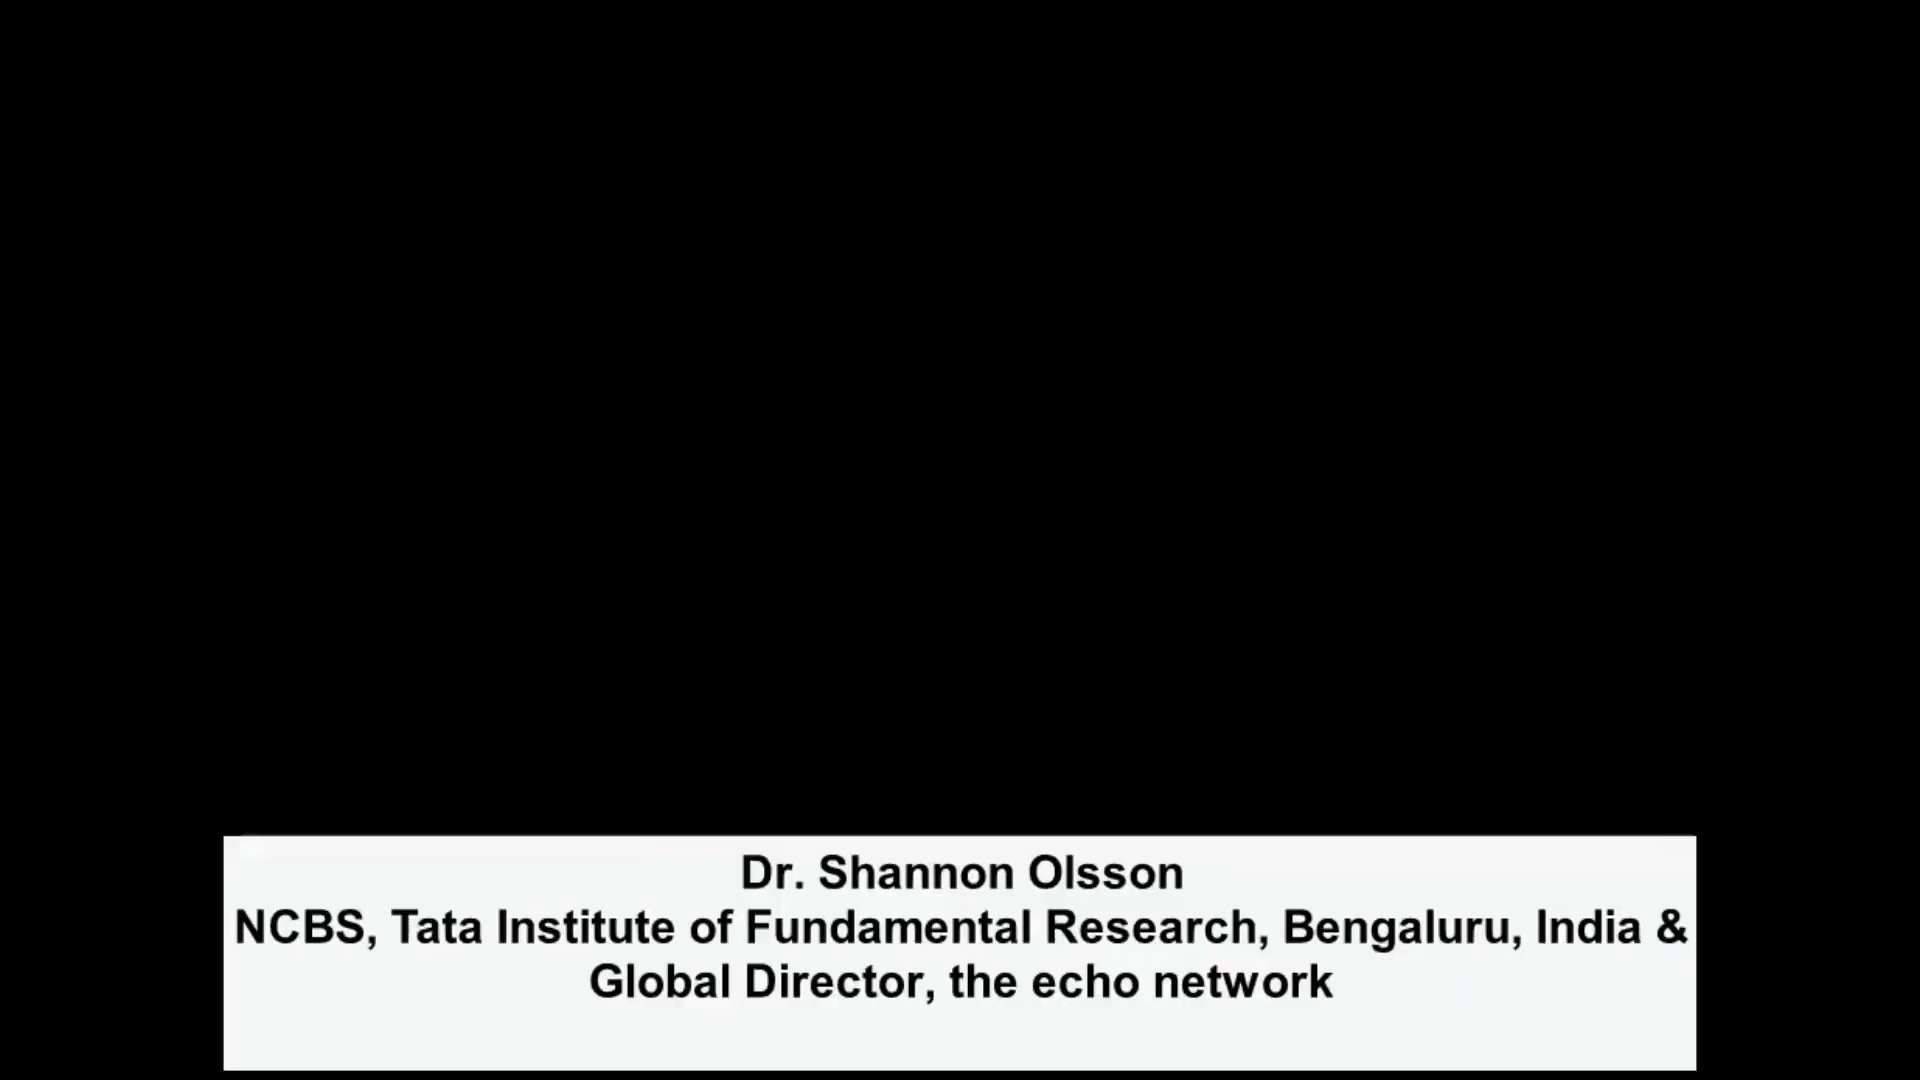 Dr. Shannon Olsson
NCBS, Tata Institute of Fundamental Research, Bengaluru, India &
Global Director, the echo network